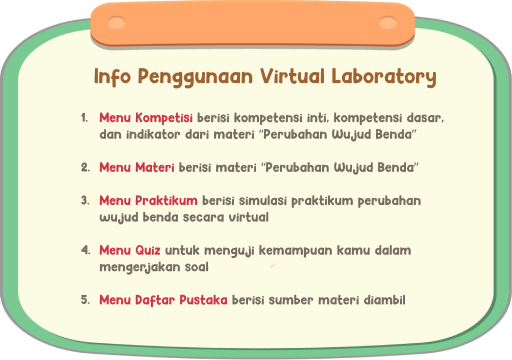 Info Penggunaan Virtual Laboratory
1. Menu Kompetisi berisi kompetensi inti, kompetensi dasar,
dan indikator dari materi "Perubahan Wujud Benda"
2. Menu Materi berisi materi "Perubahan Wujud Benda"
3. Menu Praktikum berisi simulasi praktikum perubahan
wujud benda secara virtual
4. Menu Quiz untuk menguji kemampuan kamu dalam
mengerjakan soal
5. Menu Daftar Pustaka berisi sumber materi diambil